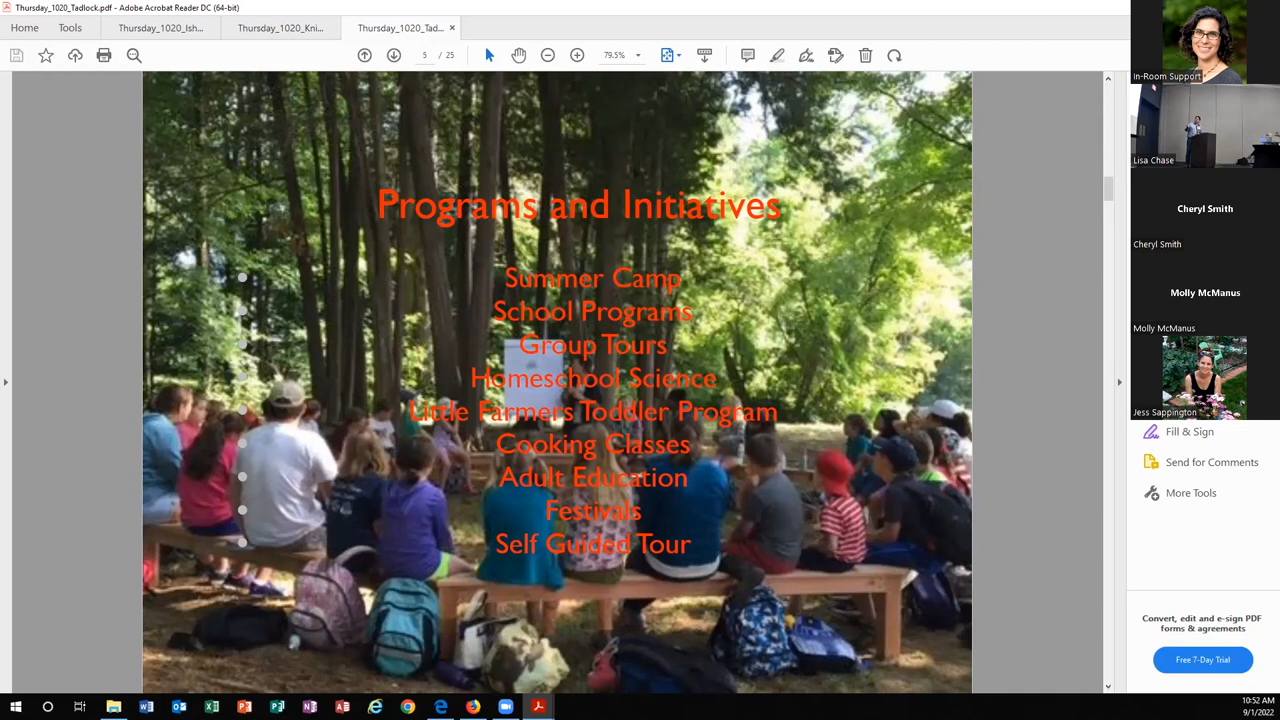 Thursday_1020_Tadlock.pdf - Adobe Acrobat Reader DC (64-bit)
Home
Tools
Thursday_1020_Ish...
Thursday_1020_Kni...
Thursday_1020_Tad...
5 / 25
79.5%
Programs and Initiatives
Summer Camp
School Programs
Group Tours
Homeschool Science
Little Farmers Toddler Program
Cooking Classes
Adult Education
Festivals
Self Guided Tour
In-Room Support
Lisa Chase
Cheryl Smith
Cheryl Smith
Molly McManus
Molly McManus
Jess Sappington
Fill & Sign
Send for Comments
More Tools
Convert, edit and e-sign PDF
forms & agreements
Free 7-Day Trial
10:52 AM
9/1/2022